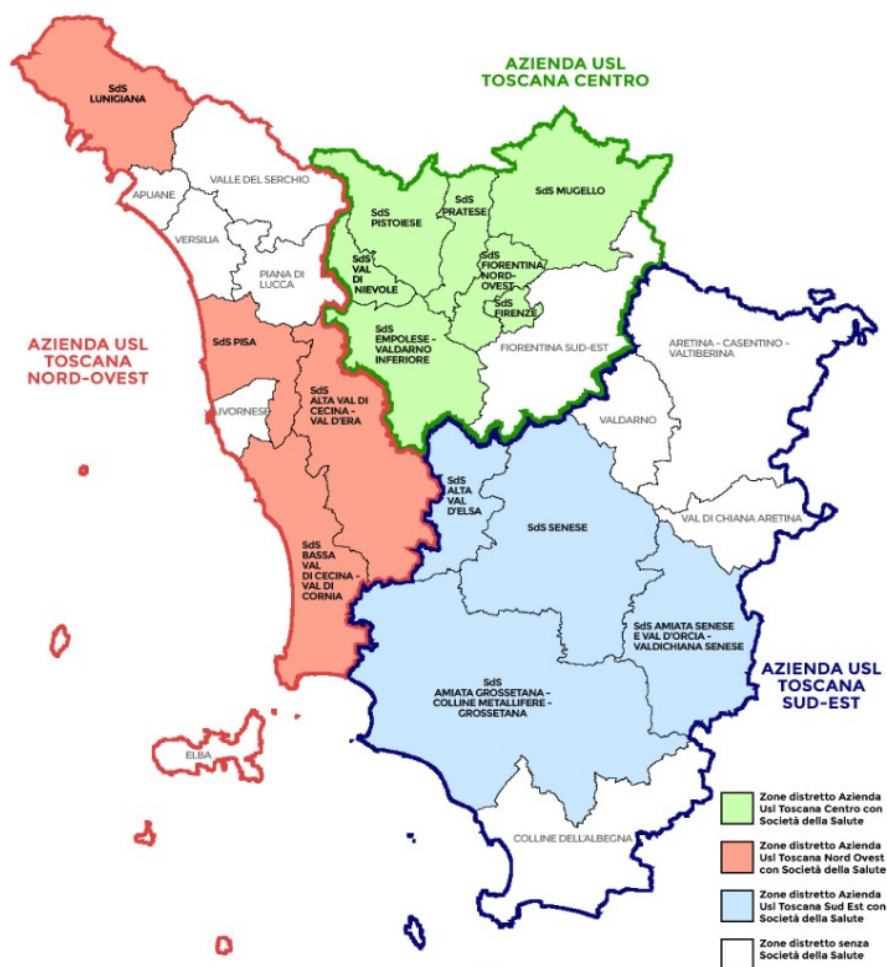 AZIENDA USL
TOSCANA CENTRO
SdS
LUNIGIANA
VALLE DEL SERCHIO
APUANE
VERSILIA
PIANA DI
LUCCA
SdS
PISTOIESE
SdS
PRATESE
SdS MUGELLO
SdS
VAL
DI
NIEVOLE
SdS
FIORENTINA
NORD-
OVEST
SdS
FIRENZE
SdS
EMPOLESE -
VALDARNO
INFERIORE
FIORENTINA SUD-EST
AZIENDA USL
TOSCANA
NORD-OVEST
SdS PISA
SdS
ALTA VAL DI
CECINA -
VAL D'ERA
LIVORNESE
ARETINA - CASENTINO -
VALTIBERINA
VALDARNO
VAL DI CHIANA ARETINA
SdS
ALTA
VAL
D'ELSA
SdS SENESE
SdS
BASSA
VAL
DI CECINA -
VAL DI
CORNIA
SdS AMIATA SENESE
E VAL D'ORCIA -
VALDICHIANA SENESE
AZIENDA USL
TOSCANA
SUD-EST
SdS
AMIATA GROSSETANA -
COLLINE METALLIFERE -
GROSSETANA
ELBA
COLLINE DELL'ALBEGNA
Zone distretto Azienda
Usl Toscana Centro con
Società della Salute
Zone distretto Azienda
Usl Toscana Nord Ovest
con Società della Salute
Zone distretto Azienda
Usl Toscana Sud Est con
Società della Salute
Zone distretto senza
Società della Salute